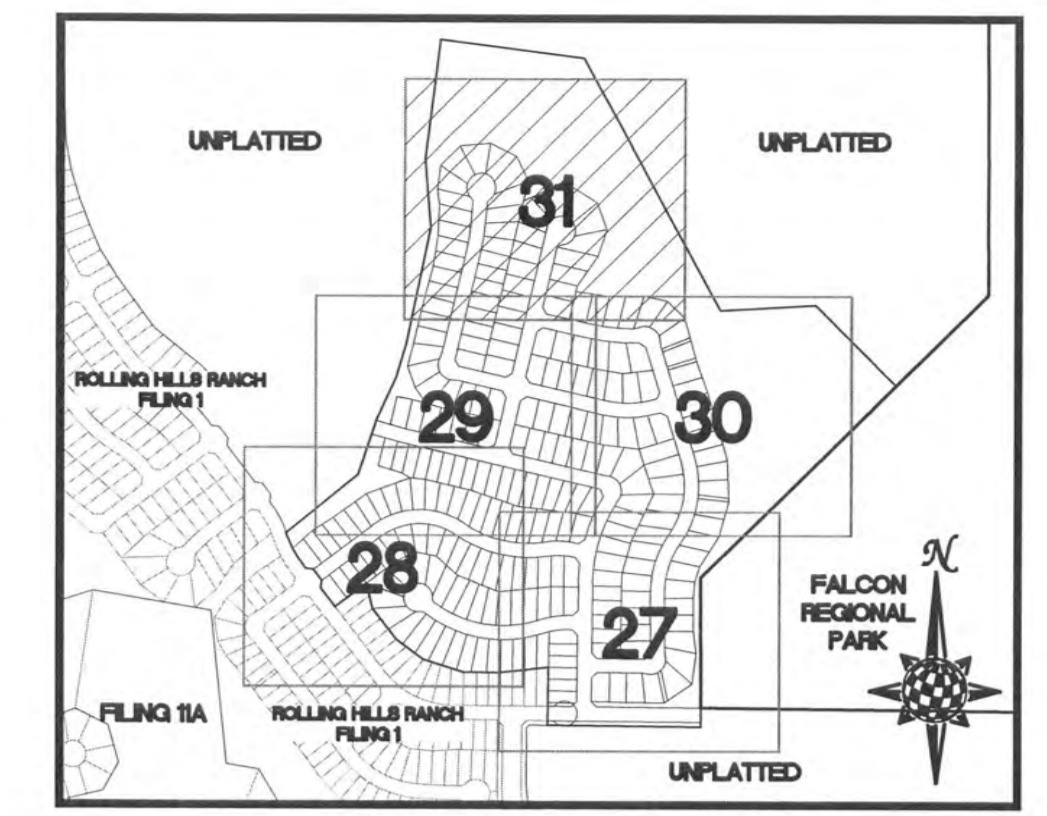 UNPLATTED
UNPLATTED
31
ROLLING HILLS RANCH
FILING 1
29
30
28
N
FALCON
REGIONAL
PARK
27
FILING 11A
ROLLING HILLS RANCH
FILING 1
UNPLATTED